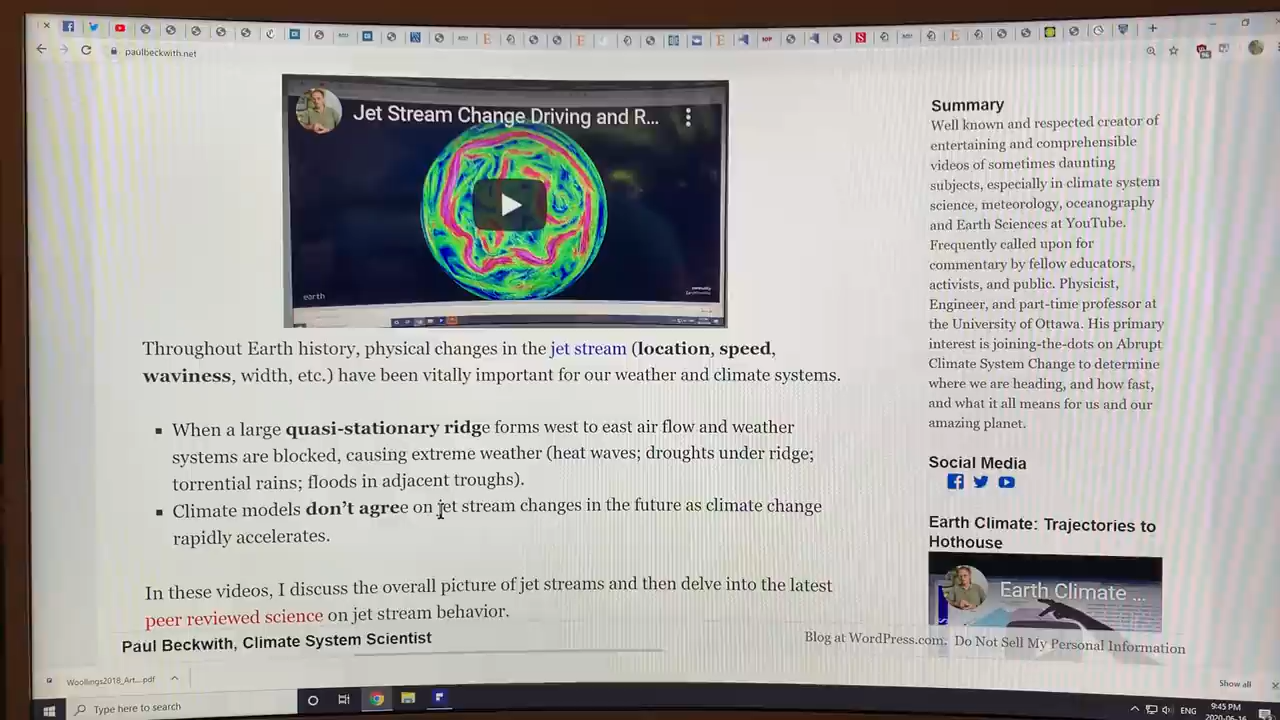 paulbeckwith.net
Jet Stream Change Driving and R...
earth
Throughout Earth history, physical changes in the jet stream (location, speed,
waviness, width, etc.) have been vitally important for our weather and climate systems.
When a large quasi-stationary ridge forms west to east air flow and weather
systems are blocked, causing extreme weather (heat waves; droughts under ridge;
torrential rains; floods in adjacent troughs).
Climate models don't agree on jet stream changes in the future as climate change
rapidly accelerates.
In these videos, I discuss the overall picture of jet streams and then delve into the latest
peer reviewed science on jet stream behavior.
Paul Beckwith, Climate System Scientist
Summary
Well known and respected creator of
entertaining and comprehensible
videos of sometimes daunting
subjects, especially in climate system
science, meteorology, oceanography
and Earth Sciences at YouTube.
Frequently called upon for
commentary by fellow educators,
activists, and public. Physicist,
Engineer, and part-time professor at
the University of Ottawa. His primary
interest is joining-the-dots on Abrupt
Climate System Change to determine
where we are heading, and how fast,
and what it all means for us and our
amazing planet.
Social Media
Earth Climate: Trajectories to
Hothouse
Earth Climate ...
Blog at WordPress.com. Do Not Sell My Personal Information
Woollings2018_Art....pdf
Show all
Type here to search
ENG
9:45 PM
2020-06-16